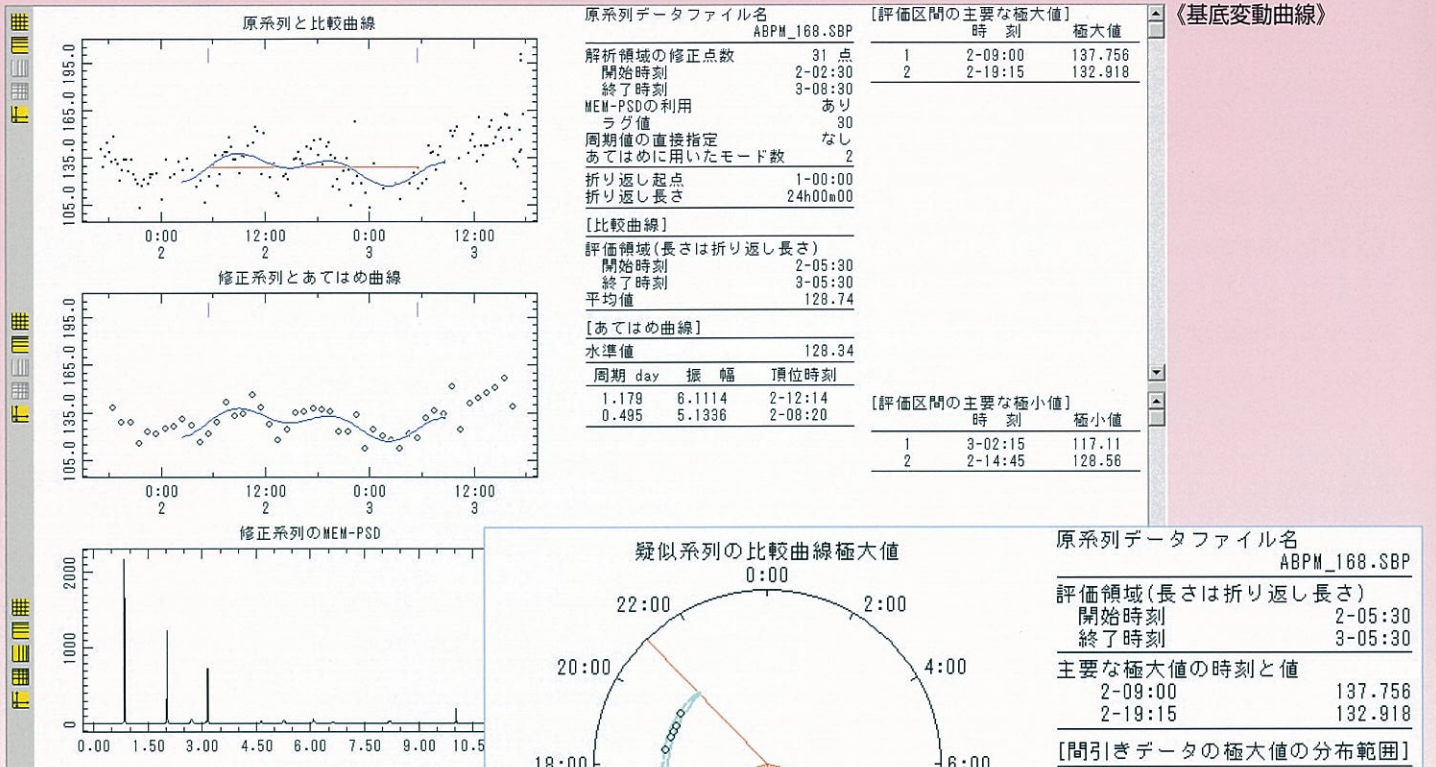 《基底変動曲線》
原系列と比較曲線
195.0
165.0
135.0
105.0
0:00 12:00 0:00 12:00
2 2 3 3
修正系列とあてはめ曲線
195.0
165.0
135.0
105.0
0:00 12:00 0:00 12:00
2 2 3 3
修正系列のMEM-PSD
2000
1000
0
0.00 1.50 3.00 4.50 6.00 7.50 9.00 10.5
原系列データファイル名
ABPM_168.SBP
解析領域の修正点数 31 点
開始時刻 2-02:30
終了時刻 3-08:30
MEM-PSDの利用 あり
ラグ値 30
周期値の直接指定 なし
あてはめに用いたモード数 2
折り返し起点 1-00:00
折り返し長さ 24h00m00
[比較曲線]
評価領域(長さは折り返し長さ)
開始時刻 2-05:30
終了時刻 3-05:30
平均値 128.74
[あてはめ曲線]
水準値 128.34
周期 day 振 幅 頂位時刻
1.179 6.1114 2-12:14
0.495 5.1336 2-08:20
[評価区間の主要な極大値]
時 刻 極大値
1 2-09:00 137.756
2 2-19:15 132.918
[評価区間の主要な極小値]
時 刻 極小値
1 3-02:15 117.11
2 2-14:45 128.56
疑似系列の比較曲線極大値
0:00
22:00 2:00
20:00 4:00
18:00 6:00
原系列データファイル名
ABPM_168.SBP
評価領域(長さは折り返し長さ)
開始時刻 2-05:30
終了時刻 3-05:30
主要な極大値の時刻と値
2-09:00 137.756
2-19:15 132.918
[間引きデータの極大値の分布範囲]